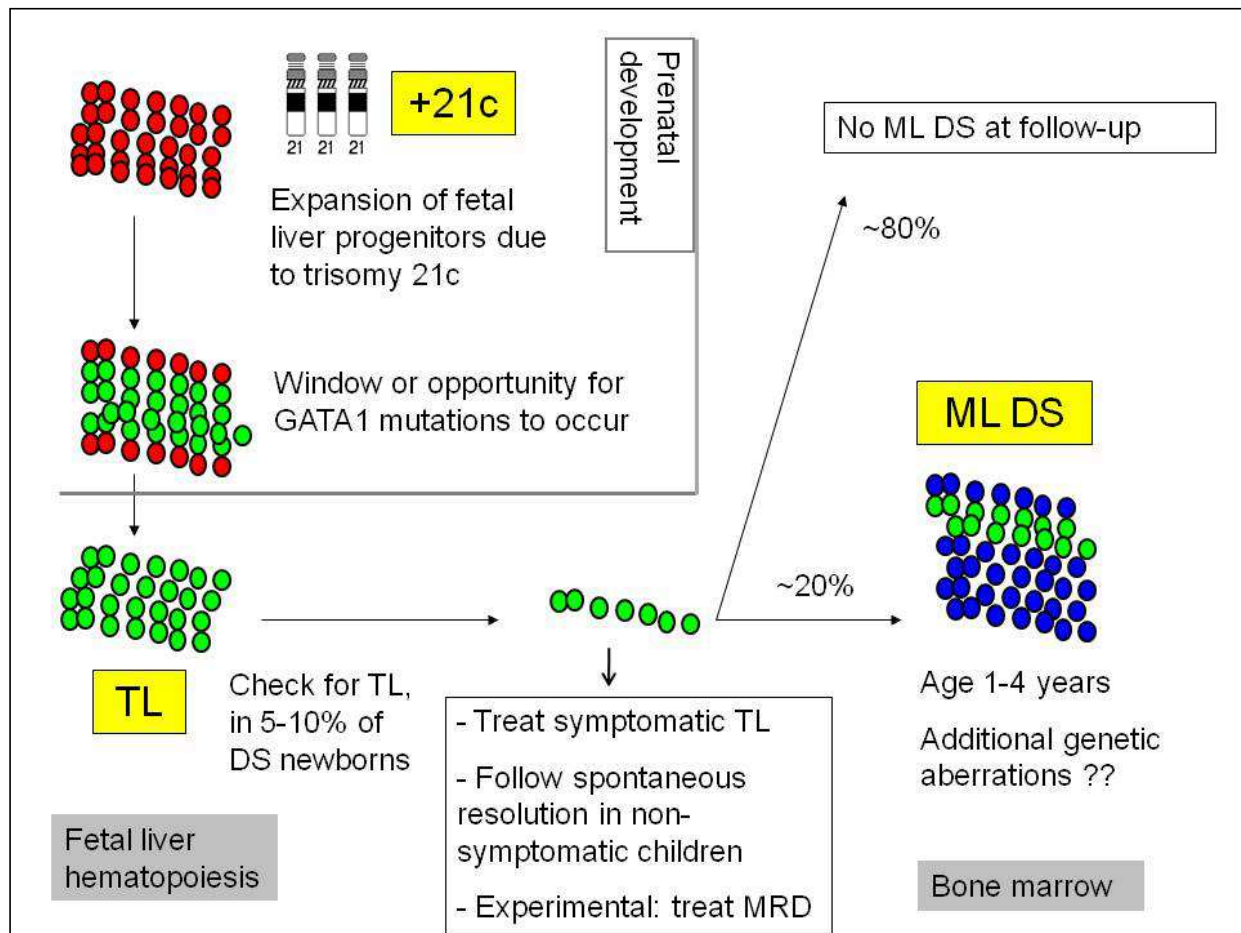 21 21 21
+21c
Expansion of fetal
liver progenitors due
to trisomy 21c
Prenatal
development
Window or opportunity for
GATA1 mutations to occur
No ML DS at follow-up
~80%
~20%
ML DS
TL
Check for TL,
in 5-10% of
DS newborns
- Treat symptomatic TL
- Follow spontaneous
resolution in non-
symptomatic children
- Experimental: treat MRD
Age 1-4 years
Additional genetic
aberrations ??
Fetal liver
hematopoiesis
Bone marrow